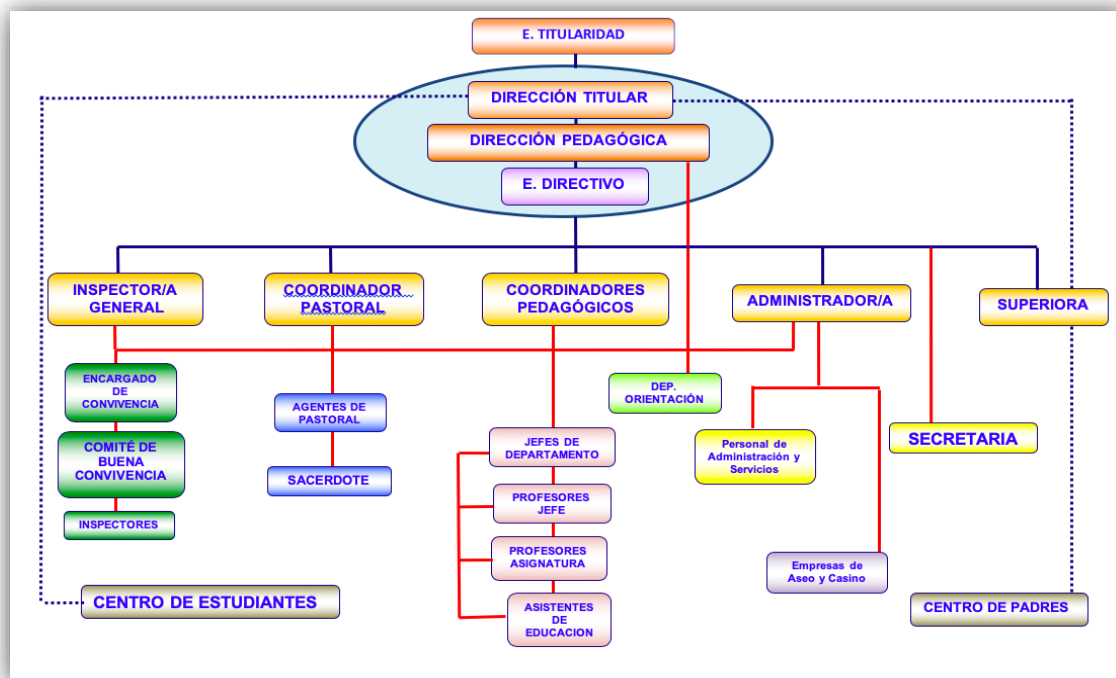 E. TITULARIDAD
DIRECCIÓN TITULAR
DIRECCIÓN PEDAGÓGICA
E. DIRECTIVO
INSPECTOR/A
GENERAL
COORDINADOR
PASTORAL
COORDINADORES
PEDAGÓGICOS
ADMINISTRADOR/A
SUPERIORA
ENCARGADO
DE
CONVIVENCIA
COMITÉ DE
BUENA
CONVIVENCIA
INSPECTORES
AGENTES DE
PASTORAL
SACERDOTE
JEFES DE
DEPARTAMENTO
PROFESORES
JEFE
PROFESORES
ASIGNATURA
ASISTENTES
DE
EDUCACION
DEP.
ORIENTACIÓN
Personal de
Administración y
Servicios
Empresas de
Aseo y Casino
SECRETARIA
CENTRO DE ESTUDIANTES
CENTRO DE PADRES